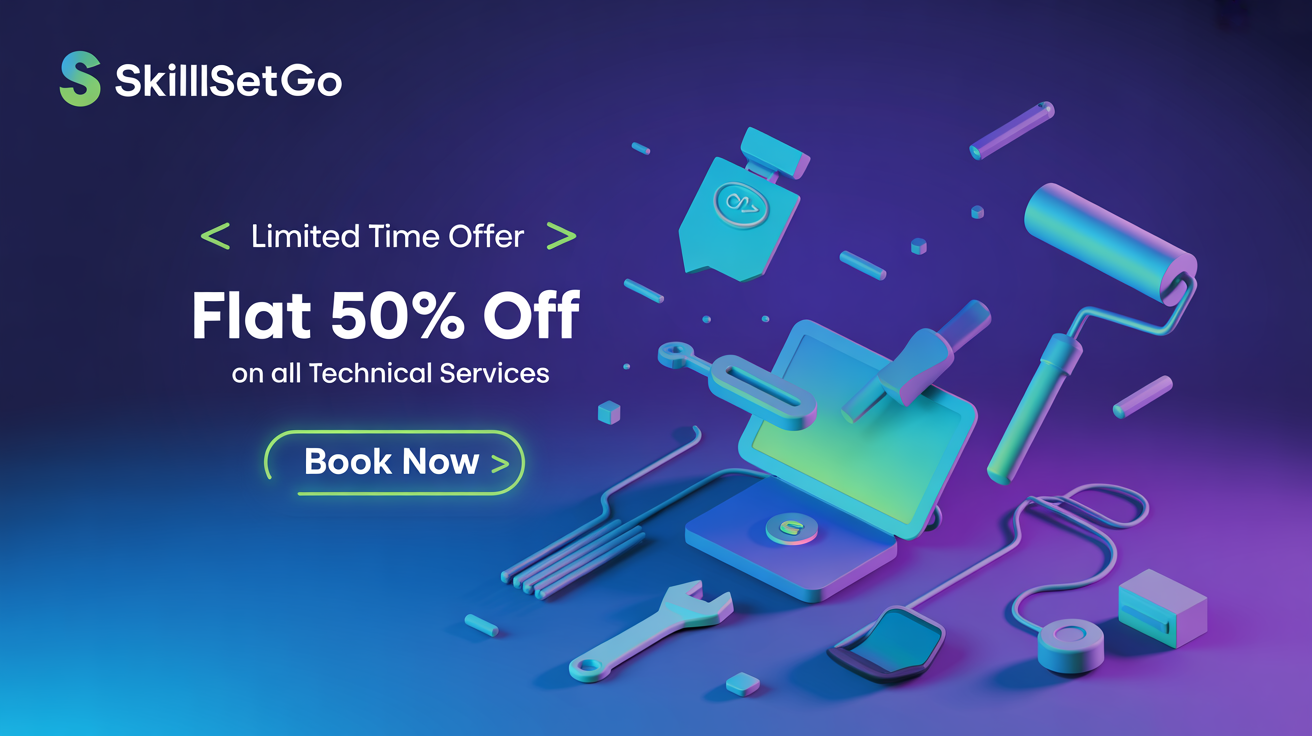 S SkilllSetGo
< Limited Time Offer >
Flat 50% Off
on all Technical Services
Book Now >